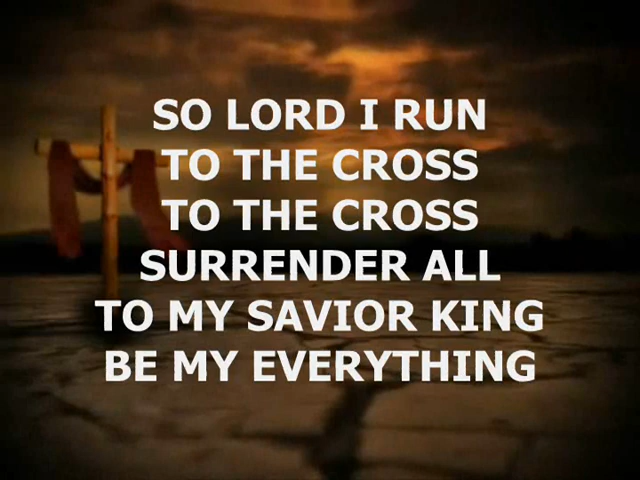 SO LORD I RUN
TO THE CROSS
TO THE CROSS
SURRENDER ALL
TO MY SAVIOR KING
BE MY EVERYTHING